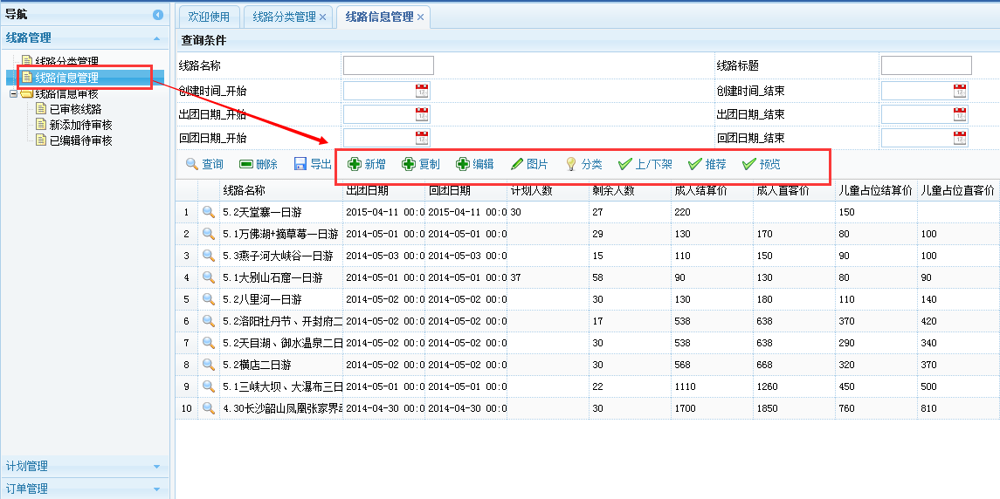 导航
线路管理
线路分类管理
线路信息管理
线路信息审核
已审核线路
新添加待审核
已编辑待审核
计划管理
订单管理
欢迎使用 线路分类管理 线路信息管理
查询条件
线路名称 线路标题
创建时间_开始 创建时间_结束
出团日期_开始 出团日期_结束
回团日期_开始 回团日期_结束
查询 删除 导出 新增 复制 编辑 图片 分类 上/下架 推荐 预览
线路名称 出团日期 回团日期 计划人数 剩余人数 成人结算价 成人直客价 儿童占位结算价 儿童占位直客价
1 5.2天堂寨一日游 2015-04-11 00:0 2015-04-11 00:0 30 27 220 150
2 5.1万佛湖+摘草莓一日游 2014-05-01 00:0 2014-05-01 00:0 29 130 170 80 100
3 5.3燕子河大峡谷一日游 2014-05-03 00:0 2014-05-03 00:0 15 110 150 90 100
4 5.1大别山石窟一日游 2014-05-01 00:0 2014-05-01 00:0 37 58 90 130 80 90
5 5.2八里河一日游 2014-05-02 00:0 2014-05-02 00:0 30 130 180 110 140
6 5.2洛阳牡丹节、开封府二 2014-05-02 00:0 2014-05-02 00:0 17 538 638 370 420
7 5.2天目湖、御水温泉二日 2014-05-02 00:0 2014-05-02 00:0 30 538 638 290 340
8 5.2横店二日游 2014-05-02 00:0 2014-05-02 00:0 30 568 668 320 370
9 5.1三峡大坝、大瀑布三日 2014-05-01 00:0 2014-05-01 00:0 22 1110 1260 450 500
10 4.30长沙韶山凤凰张家界 2014-04-30 00:0 2014-04-30 00:0 30 1700 1850 760 810